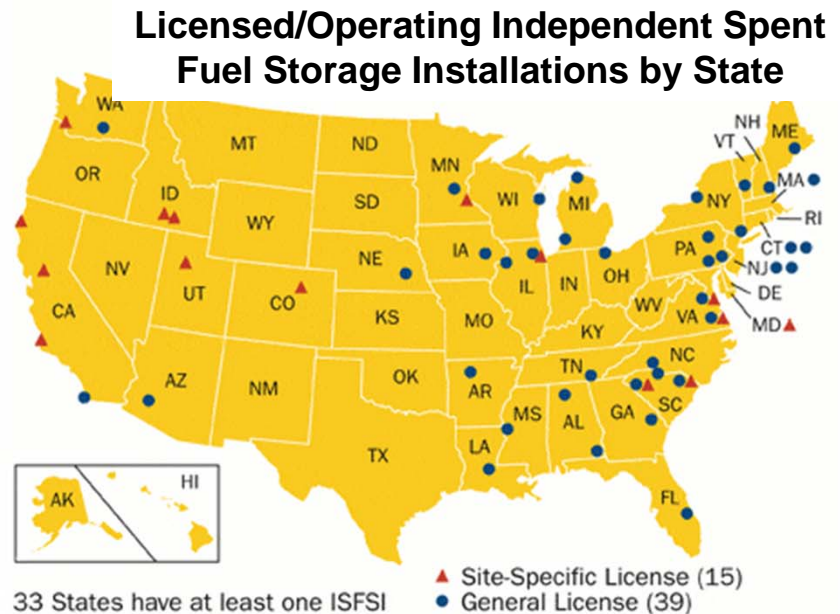 Licensed/Operating Independent Spent
Fuel Storage Installations by State
WA
MT
ND
MN
OR
ID
SD
WI
MI
NY
VT
NH
ME
MA
RI
CT
NJ
DE
MD
WY
NE
IA
PA
NV
UT
CO
IL
IN
OH
WV
VA
CA
KS
MO
KY
NC
AZ
NM
OK
AR
TN
SC
MS
AL
GA
TX
LA
FL
AK
HI
33 States have at least one ISFSI
Site-Specific License (15)
General License (39)